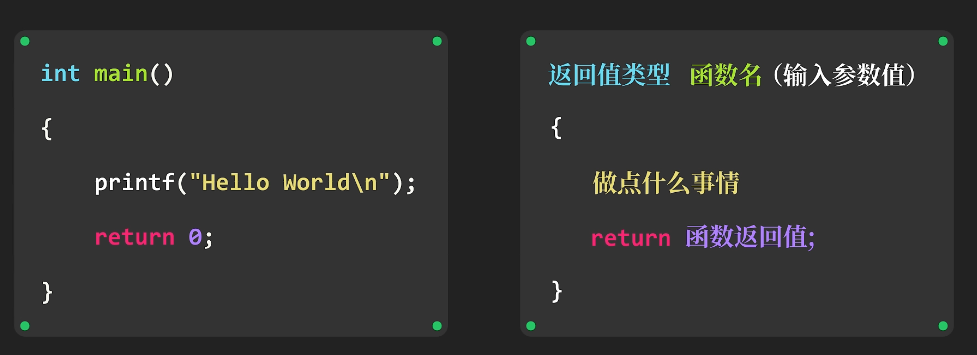 int main()
{
printf("Hello World\n");
return 0;
}
返回值类型 函数名 (输入参数值)
{
做点什么事情
return 函数返回值;
}